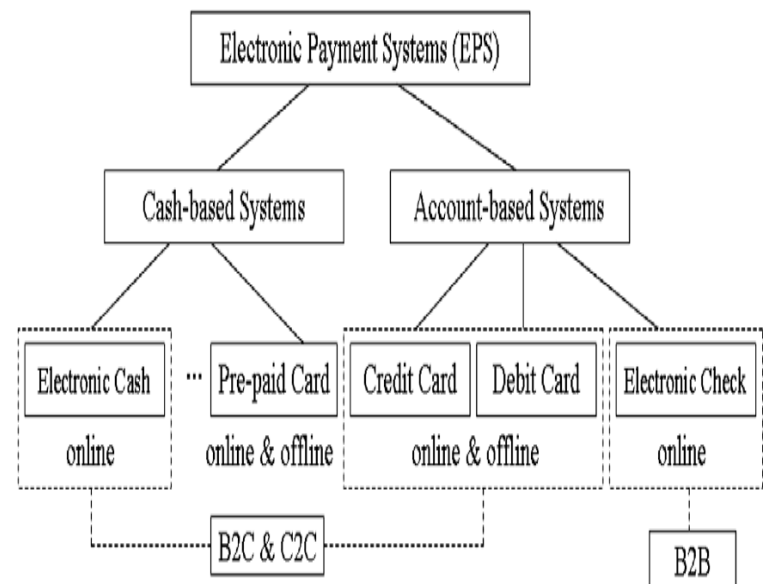 Electronic Payment Systems (EPS)
Cash-based Systems
Account-based Systems
Electronic Cash
...
Pre-paid Card
Credit Card
Debit Card
Electronic Check
online
online & offline
online & offline
online
B2C & C2C
B2B